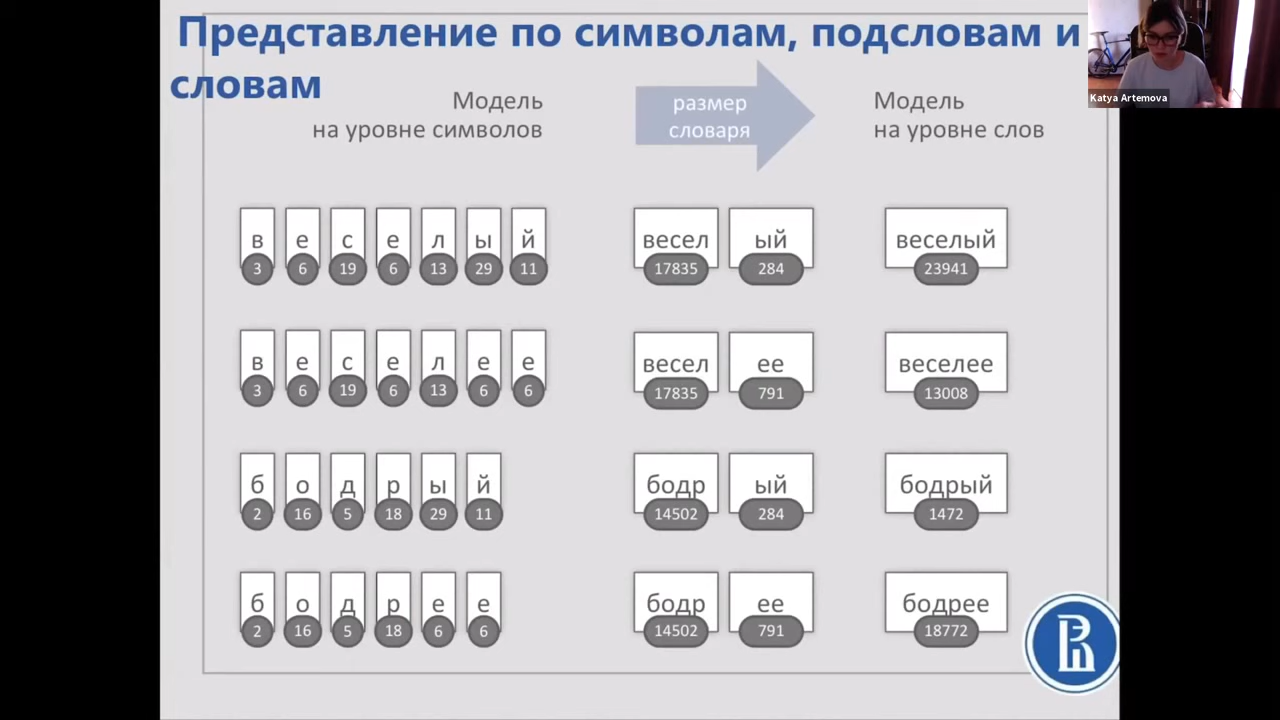 Представление по символам, подсловам и
словам
Katya Artemova
Модель
на уровне символов
размер
словаря
Модель
на уровне слов
в е с е л ы й весел ый веселый
3 6 19 6 13 29 11 17835 284 23941
в е с е л е е весел ее веселее
3 6 19 6 13 6 6 17835 791 13008
б о д р ы й бодр ый бодрый
2 16 5 18 29 11 14502 284 1472
б о д р е е бодр ее бодрее
2 16 5 18 6 6 14502 791 18772